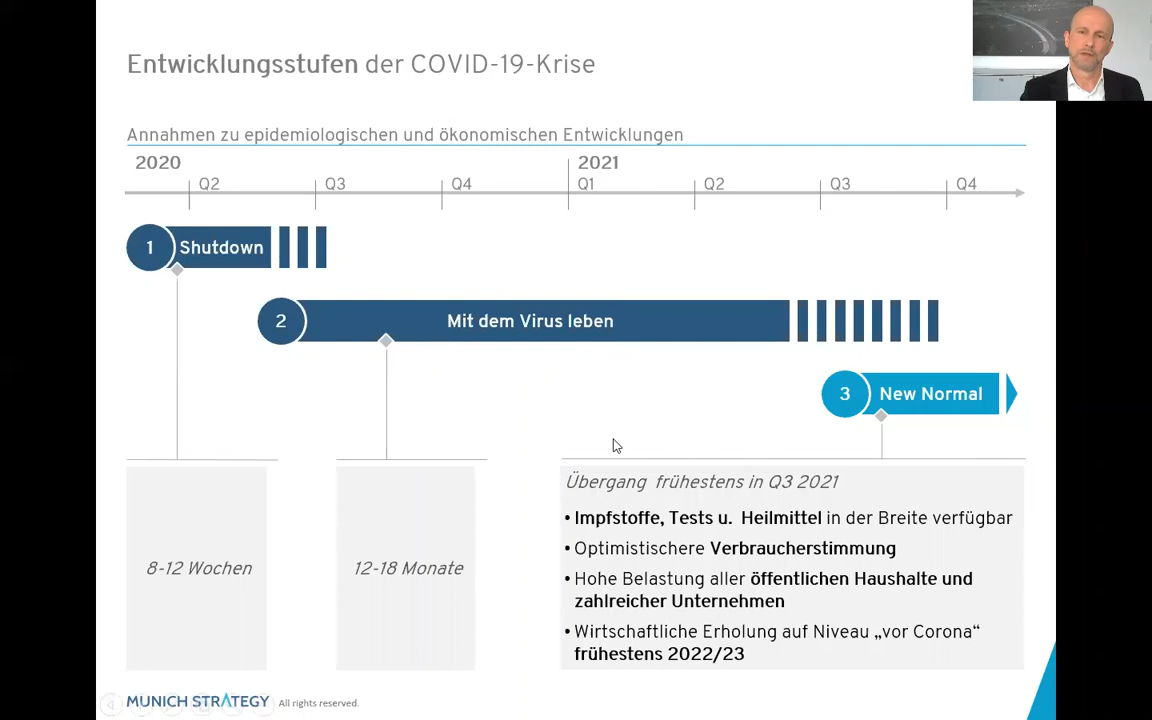 Entwicklungsstufen der COVID-19-Krise
Annahmen zu epidemiologischen und ökonomischen Entwicklungen
2020
2021
Q2
Q3
Q4
Q1
Q2
Q3
Q4
1 Shutdown
2 Mit dem Virus leben
3 New Normal
8-12 Wochen
12-18 Monate
Übergang frühestens in Q3 2021
• Impfstoffe, Tests u. Heilmittel in der Breite verfügbar
• Optimistischere Verbraucherstimmung
• Hohe Belastung aller öffentlichen Haushalte und
zahlreicher Unternehmen
• Wirtschaftliche Erholung auf Niveau „vor Corona“
frühestens 2022/23
MUNICH STRATEGY All rights reserved.